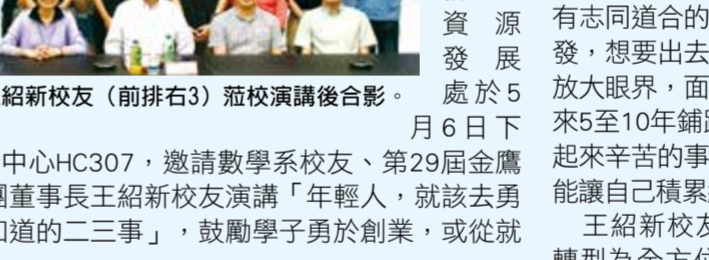 資源
發展
處於5
紹新校友（前排右3）蒞校演講後合影。
月6日下
中心HC307，邀請數學系校友、第29屆金鷹
團董事長王紹新校友演講「年輕人，就該去勇
道的二三事」，鼓勵學子勇於創業，或從就
有志同道合的
發，想要出去
放大眼界，面
來5至10年鋪
起來辛苦的事
能讓自己積累
王紹新校友
轉型為全方位